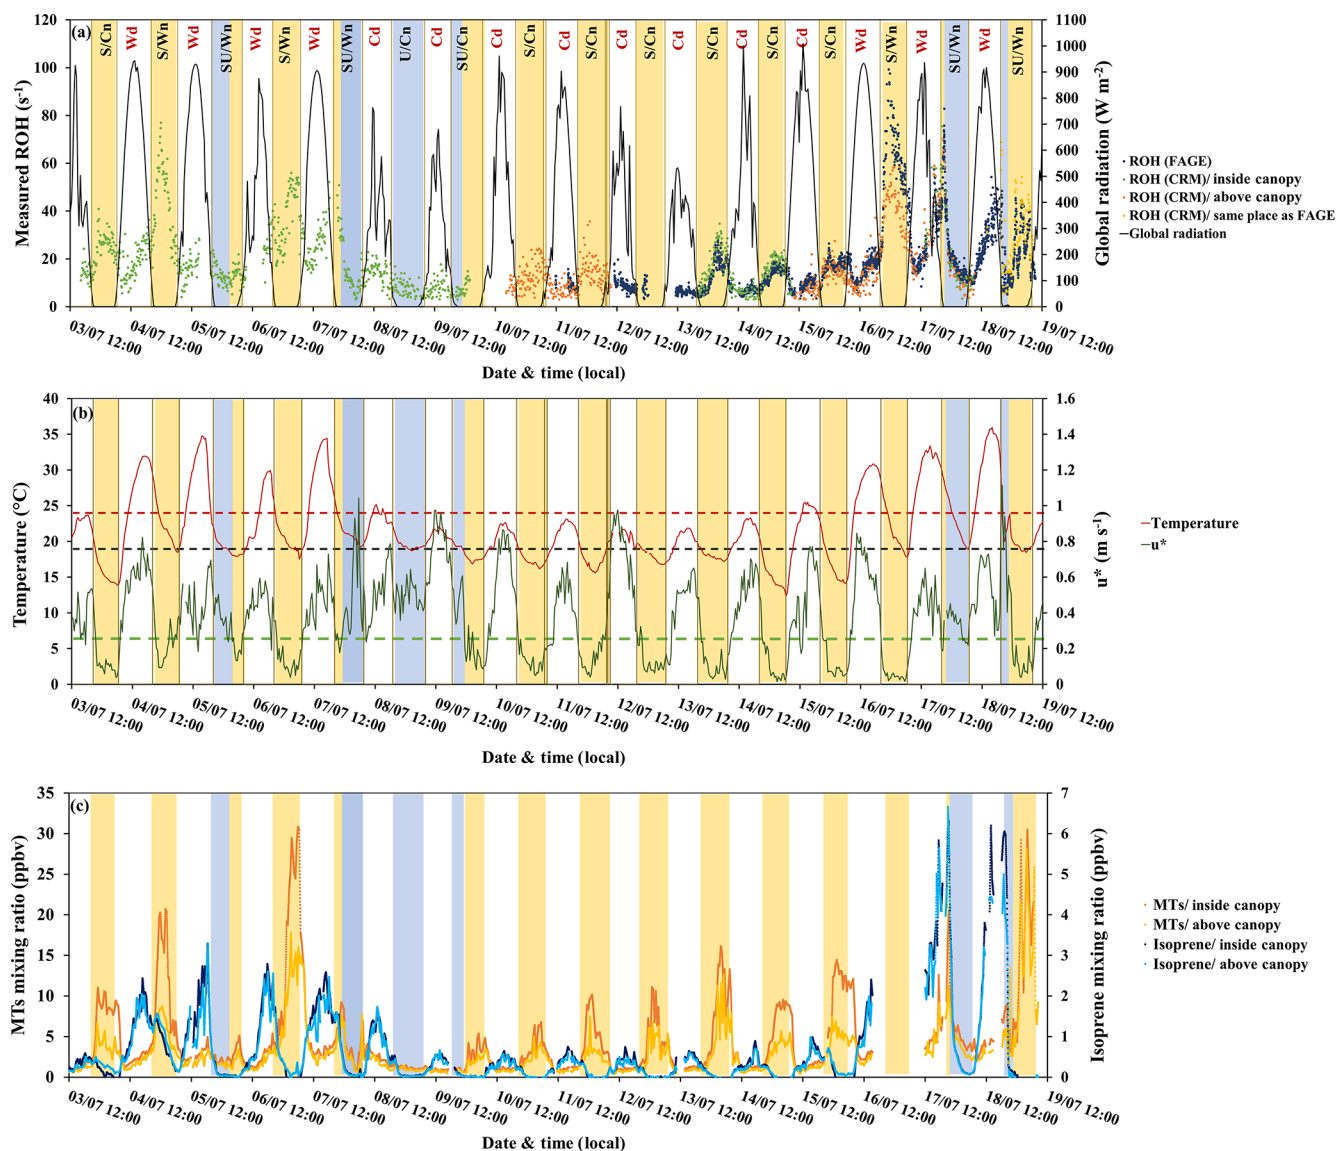 (a)
S/Cn Wd S/Wn Wd SU/Wn Wd S/Wn Wd SU/Wn Cd U/Cn Cd SU/Cn Cd S/Cn Cd S/Cn Cd S/Cn Cd S/Cn Cd S/Cn Cd S/Cn Wd S/Wn Wd SU/Wn Wd SU/Wn
Measured ROH (s⁻¹)
120
100
80
60
40
20
0
Global radiation (W m⁻²)
1100
1000
900
800
700
600
500
400
300
200
100
0
03/07 12:00 04/07 12:00 05/07 12:00 06/07 12:00 07/07 12:00 08/07 12:00 09/07 12:00 10/07 12:00 11/07 12:00 12/07 12:00 13/07 12:00 14/07 12:00 15/07 12:00 16/07 12:00 17/07 12:00 18/07 12:00 19/07 12:00
Date & time (local)
ROH (FAGE)
ROH (CRM)/ inside canopy
ROH (CRM)/ above canopy
ROH (CRM)/ same place as FAGE
Global radiation
(b)
Temperature (°C)
40
35
30
25
20
15
10
5
0
u* (m s⁻¹)
1.6
1.4
1.2
1
0.8
0.6
0.4
0.2
0
03/07 12:00 04/07 12:00 05/07 12:00 06/07 12:00 07/07 12:00 08/07 12:00 09/07 12:00 10/07 12:00 11/07 12:00 12/07 12:00 13/07 12:00 14/07 12:00 15/07 12:00 16/07 12:00 17/07 12:00 18/07 12:00 19/07 12:00
Date & time (local)
Temperature
u*
(c)
MTs mixing ratio (ppbv)
35
30
25
20
15
10
5
0
Isoprene mixing ratio (ppbv)
7
6
5
4
3
2
1
0
03/07 12:00 04/07 12:00 05/07 12:00 06/07 12:00 07/07 12:00 08/07 12:00 09/07 12:00 10/07 12:00 11/07 12:00 12/07 12:00 13/07 12:00 14/07 12:00 15/07 12:00 16/07 12:00 17/07 12:00 18/07 12:00 19/07 12:00
Date & time (local)
MTs/ inside canopy
MTs/ above canopy
Isoprene/ inside canopy
Isoprene/ above canopy